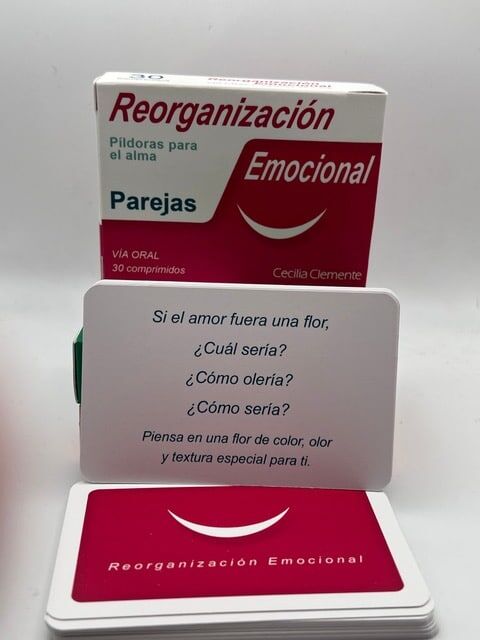 30
Reorganización
Emocional
Reorganización
Píldoras para
el alma
Emocional
Parejas
VÍA ORAL
30 comprimidos
Cecilia Clemente
Si el amor fuera una flor,
¿Cuál sería?
¿Cómo olería?
¿Cómo sería?
Piensa en una flor de color, olor
y textura especial para ti.
Reorganización Emocional